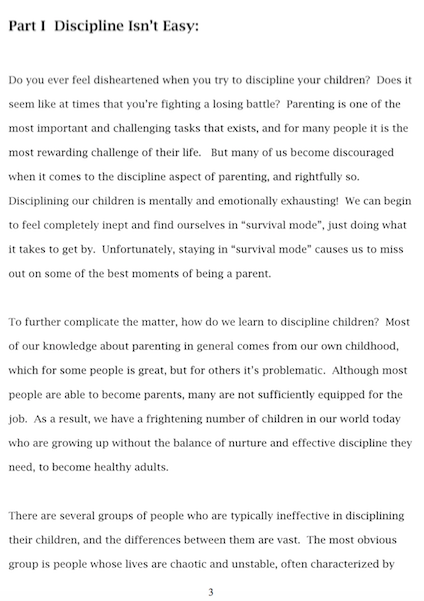 Part I  Discipline Isn't Easy:
Do you ever feel disheartened when you try to discipline your children?  Does it
seem like at times that you're fighting a losing battle?  Parenting is one of the
most important and challenging tasks that exists, and for many people it is the
most rewarding challenge of their life.   But many of us become discouraged
when it comes to the discipline aspect of parenting, and rightfully so.
Disciplining our children is mentally and emotionally exhausting!  We can begin
to feel completely inept and find ourselves in "survival mode", just doing what
it takes to get by.  Unfortunately, staying in "survival mode" causes us to miss
out on some of the best moments of being a parent.
To further complicate the matter, how do we learn to discipline children?  Most
of our knowledge about parenting in general comes from our own childhood,
which for some people is great, but for others it's problematic.  Although most
people are able to become parents, many are not sufficiently equipped for the
job.  As a result, we have a frightening number of children in our world today
who are growing up without the balance of nurture and effective discipline they
need, to become healthy adults.
There are several groups of people who are typically ineffective in disciplining
their children, and the differences between them are vast.  The most obvious
group is people whose lives are chaotic and unstable, often characterized by
3